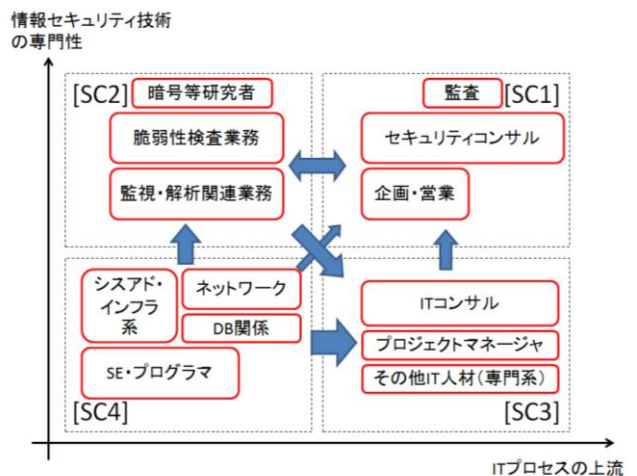 情報セキュリティ技術
の専門性
[SC2]
暗号等研究者
脆弱性検査業務
監視・解析関連業務
監査
[SC1]
セキュリティコンサル
企画・営業
シスアド・
インフラ
系
ネットワーク
DB関係
SE・プログラマ
[SC4]
ITコンサル
プロジェクトマネージャ
その他IT人材(専門系)
[SC3]
ITプロセスの上流